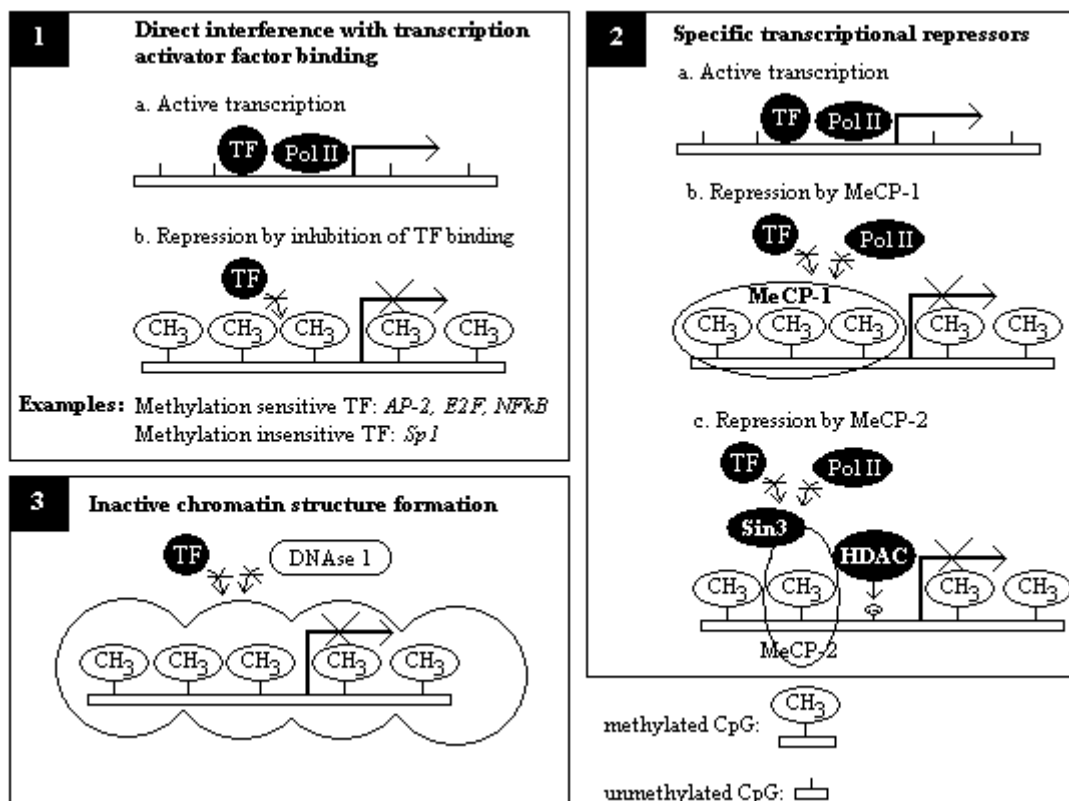 1
Direct interference with transcription
activator factor binding
a. Active transcription
TF
Pol II
b. Repression by inhibition of TF binding
TF
CH3 CH3 CH3 CH3 CH3
Examples: Methylation sensitive TF: AP-2, E2F, NFkB
Methylation insensitive TF: Sp1
2
Specific transcriptional repressors
a. Active transcription
TF
Pol II
b. Repression by MeCP-1
TF
Pol II
MeCP-1
CH3 CH3 CH3 CH3 CH3
c. Repression by MeCP-2
TF
Pol II
Sin3
HDAC
CH3 CH3 CH3 CH3
MeCP-2
3
Inactive chromatin structure formation
TF
DNAse 1
CH3 CH3 CH3 CH3 CH3
methylated CpG:
CH3
unmethylated CpG: